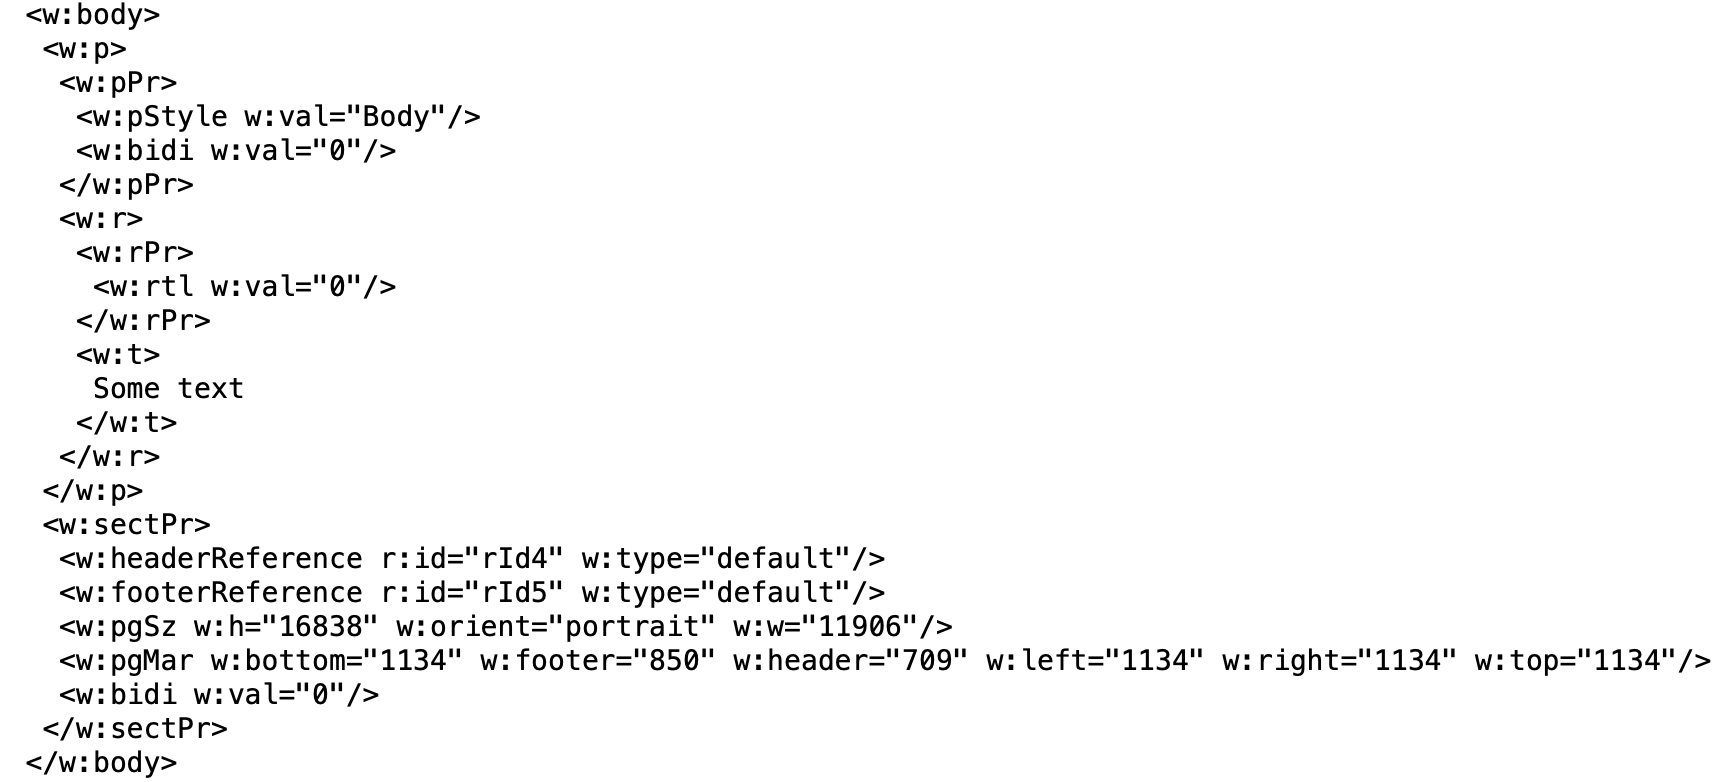 <w:body>
<w:p>
<w:pPr>
<w:pStyle w:val="Body"/>
<w:bidi w:val="0"/>
</w:pPr>
<w:r>
<w:rPr>
<w:rtl w:val="0"/>
</w:rPr>
<w:t>
Some text
</w:t>
</w:r>
</w:p>
<w:sectPr>
<w:headerReference r:id="rId4" w:type="default"/>
<w:footerReference r:id="rId5" w:type="default"/>
<w:pgSz w:h="16838" w:orient="portrait" w:w="11906"/>
<w:pgMar w:bottom="1134" w:footer="850" w:header="709" w:left="1134" w:right="1134" w:top="1134"/>
<w:bidi w:val="0"/>
</w:sectPr>
</w:body>